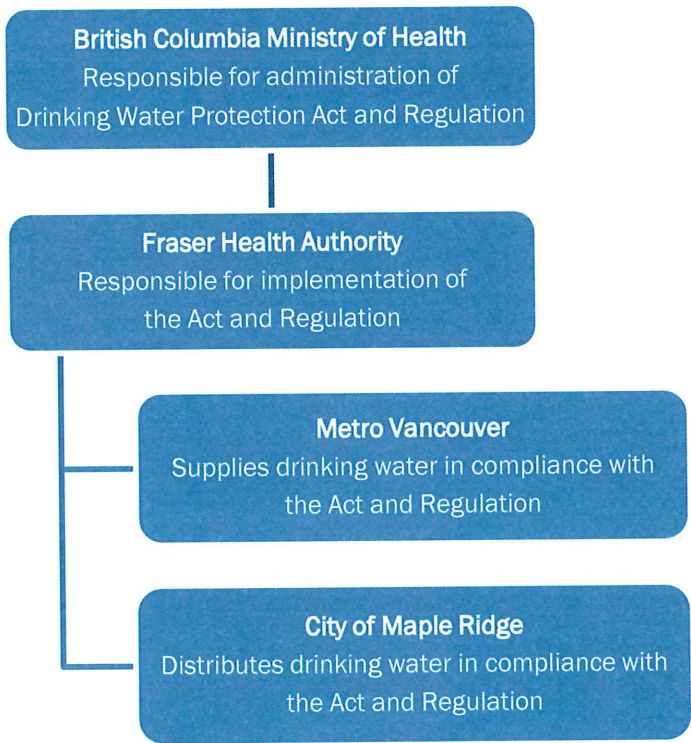 British Columbia Ministry of Health
Responsible for administration of
Drinking Water Protection Act and Regulation
Fraser Health Authority
Responsible for implementation of
the Act and Regulation
Metro Vancouver
Supplies drinking water in compliance with
the Act and Regulation
City of Maple Ridge
Distributes drinking water in compliance with
the Act and Regulation